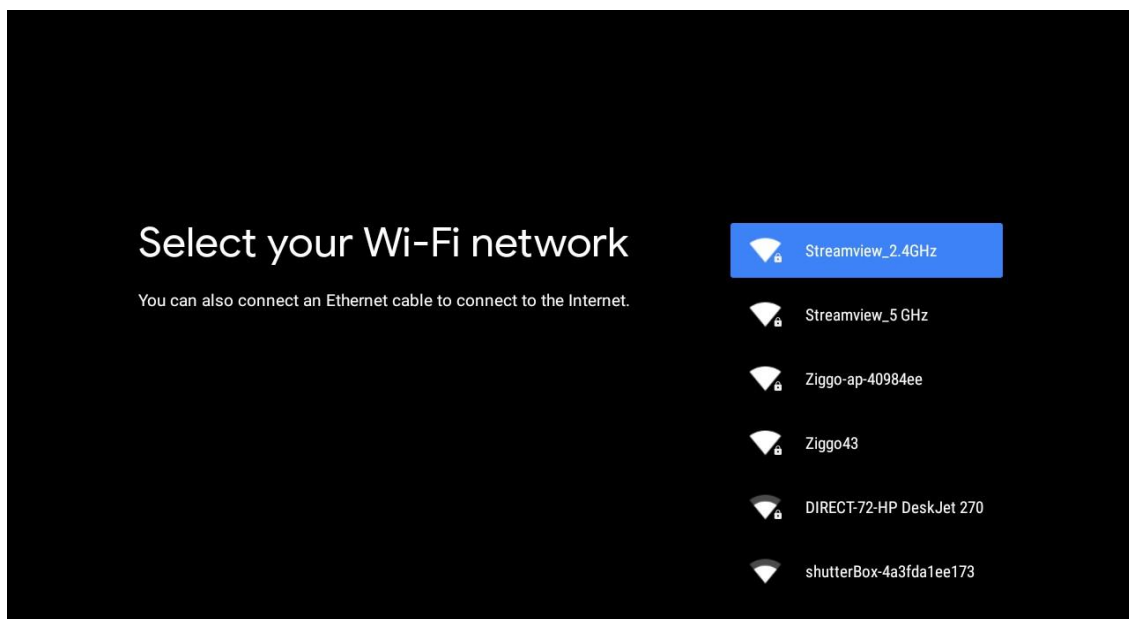 Select your Wi-Fi network
You can also connect an Ethernet cable to connect to the Internet.
Streamview_2.4GHz
Streamview_5 GHz
Ziggo-ap-40984ee
Ziggo43
DIRECT-72-HP DeskJet 270
shutterBox-4a3fda1ee173